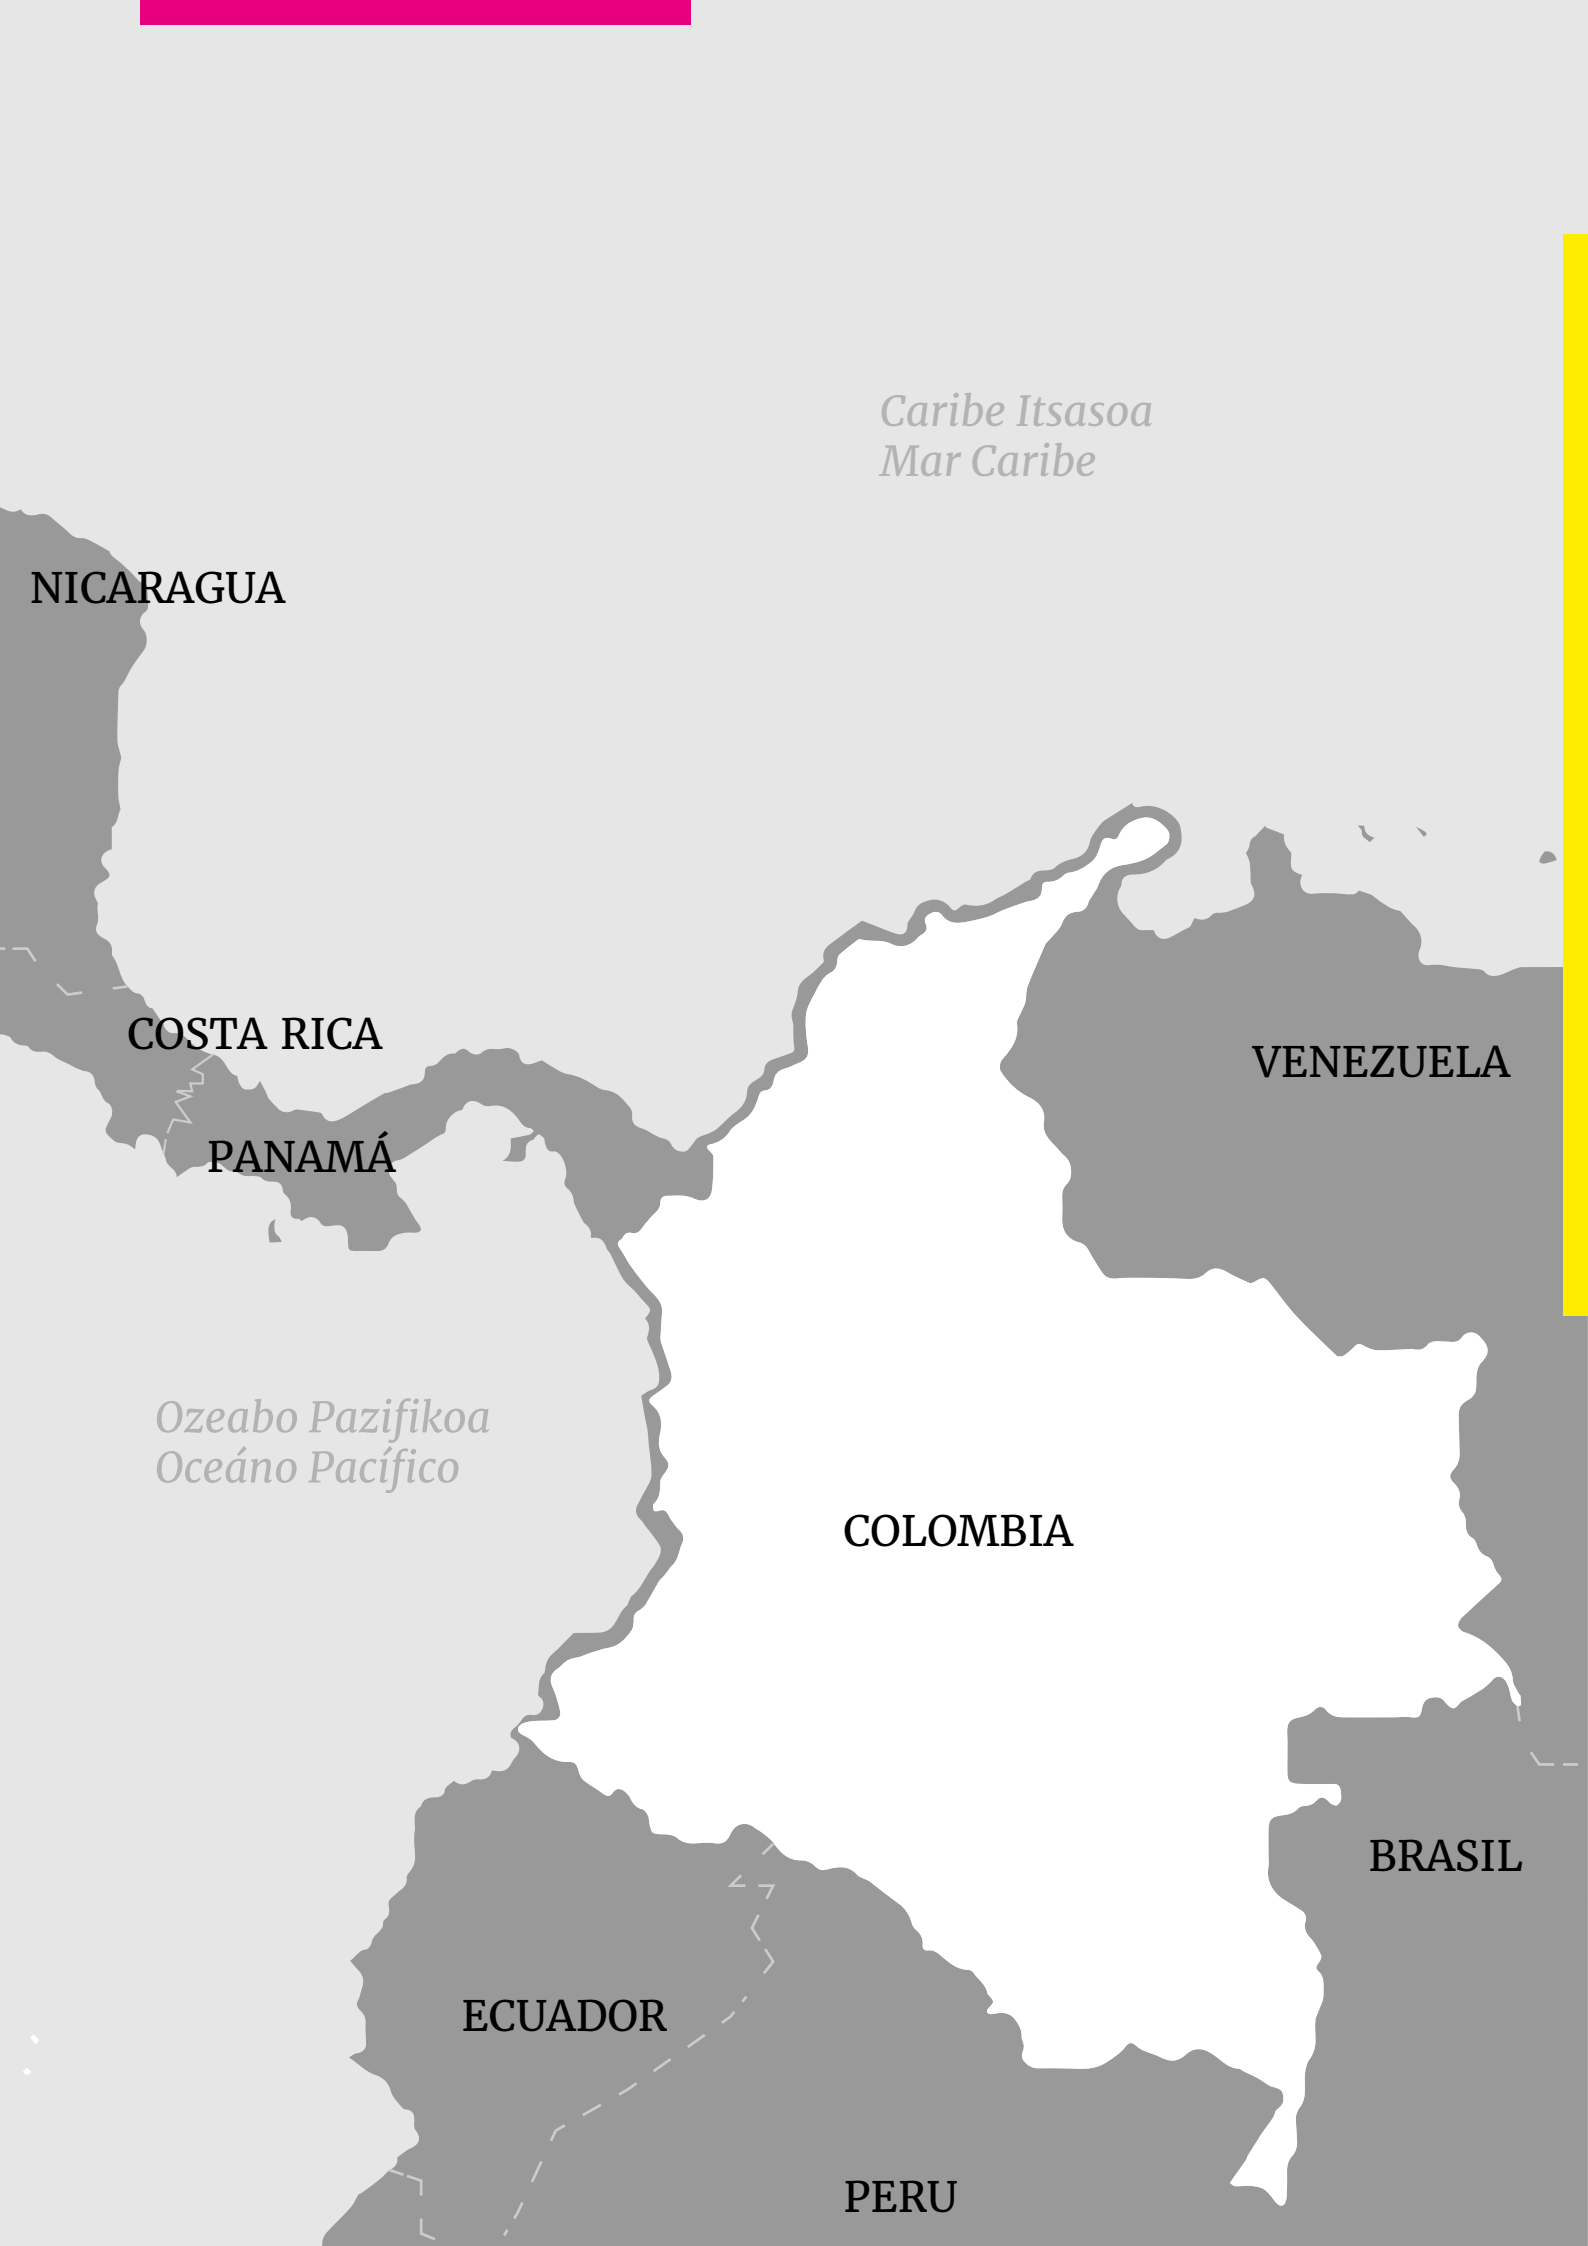 Caribe Itsasoa
Mar Caribe
NICARAGUA
COSTA RICA
VENEZUELA
PANAMÁ
Ozeabo Pazifikoa
Oceáno Pacífico
COLOMBIA
BRASIL
ECUADOR
PERU